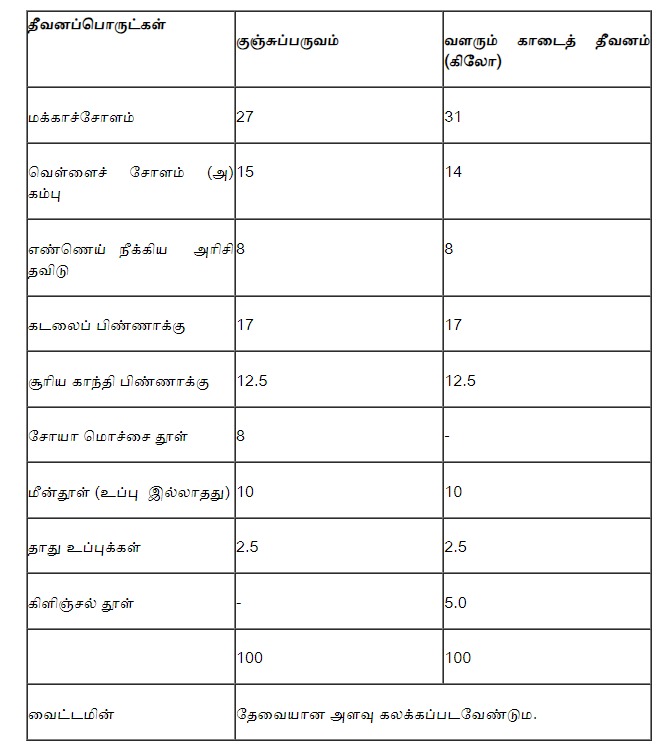 தீவனப்பொருட்கள் குஞ்சுப்பருவம் வளரும் காடைத் தீவனம்
(கிலோ)
மக்காச்சோளம் 27 31
வெள்ளைச் சோளம் (அ) 15 14
கம்பு
எண்ணெய் நீக்கிய அரிசி 8 8
தவிடு
கடலைப் பிண்ணாக்கு 17 17
சூரிய காந்தி பிண்ணாக்கு 12.5 12.5
சோயா மொச்சை தூள் 8 -
மீன்தூள் (உப்பு இல்லாதது) 10 10
தாது உப்புக்கள் 2.5 2.5
கிளிஞ்சல் தூள் - 5.0
100 100
வைட்டமின் தேவையான அளவு கலக்கப்படவேண்டும.